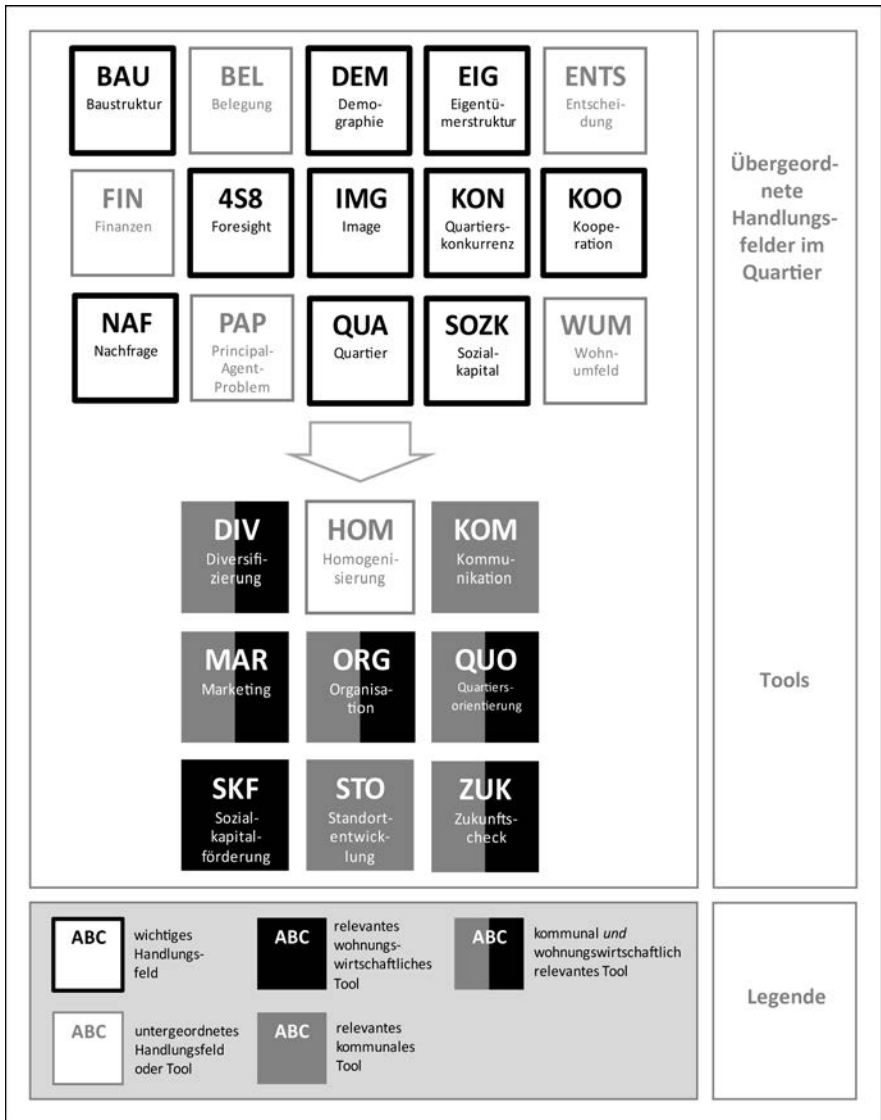 BAU
Baustruktur
BEL
Belegung
DEM
Demo-
graphie
EIG
Eigentü-
merstruktur
ENTS
Entschei-
dung
FIN
Finanzen
4S8
Foresight
IMG
Image
KON
Quartiers-
konkurrenz
KOO
Koope-
ration
NAF
Nachfrage
PAP
Principal-
Agent-
Problem
QUA
Quartier
SOZK
Sozial-
kapital
WUM
Wohn-
umfeld
Übergeord-
nete
Handlungs-
felder im
Quartier
DIV
Diversifi-
zierung
HOM
Homogeni-
sierung
KOM
Kommu-
nikation
MAR
Marketing
ORG
Organisa-
tion
QUO
Quartiers-
orientierung
SKF
Sozial-
kapital-
förderung
STO
Standort-
entwick-
lung
ZUK
Zukunfts-
check
Tools
ABC
wichtiges
Handlungs-
feld
ABC
relevantes
wohnungs-
wirtschaftliches
Tool
ABC
kommunal und
wohnungswirtschaftlich
relevantes Tool
ABC
untergeordnetes
Handlungsfeld
oder Tool
ABC
relevantes
kommunales
Tool
Legende